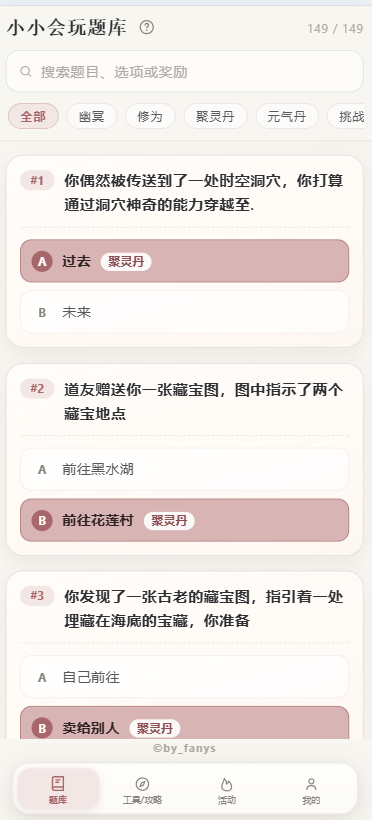 小小会玩题库
149 / 149
搜索题目、选项或奖励
全部 幽冥 修为 聚灵丹 元气丹 挑战
#1 你偶然被传送到了一处时空洞穴，你打算
通过洞穴神奇的能力穿越至.
A 过去 聚灵丹
B 未来
#2 道友赠送你一张藏宝图，图中指示了两个
藏宝地点
A 前往黑水湖
B 前往花莲村 聚灵丹
#3 你发现了一张古老的藏宝图，指引着一处
埋藏在海底的宝藏，你准备
A 自己前往
B 卖给别人 聚灵丹
©by_fanys
题库 工具/攻略 活动 我的